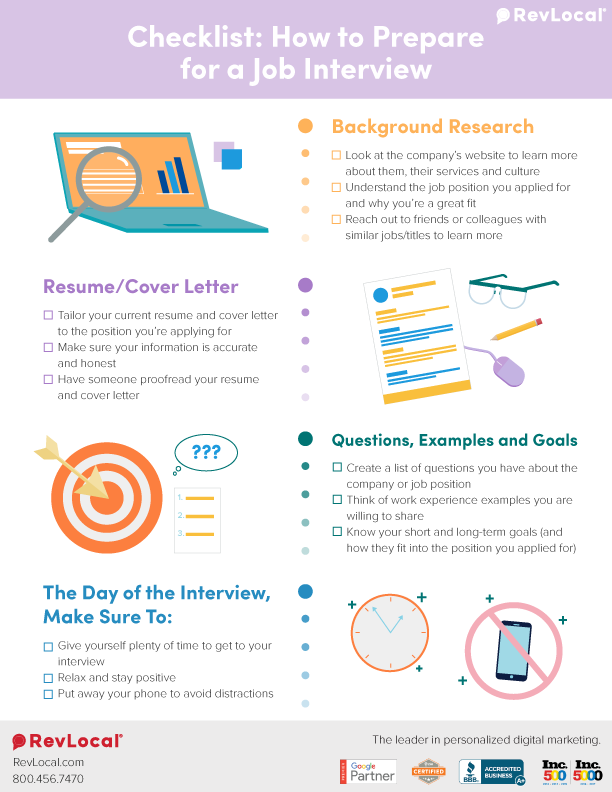 RevLocal
Checklist: How to Prepare
for a Job Interview
Background Research
Look at the company's website to learn more
about them, their services and culture
Understand the job position you applied for
and why you're a great fit
Reach out to friends or colleagues with
similar jobs/titles to learn more
Resume/Cover Letter
Tailor your current resume and cover letter
to the position you're applying for
Make sure your information is accurate
and honest
Have someone proofread your resume
and cover letter
???
1.
2.
3.
Questions, Examples and Goals
Create a list of questions you have about the
company or job position
Think of work experience examples you are
willing to share
Know your short and long-term goals (and
how they fit into the position you applied for)
The Day of the Interview,
Make Sure To:
Give yourself plenty of time to get to your
interview
Relax and stay positive
Put away your phone to avoid distractions
RevLocal®
RevLocal.com
800.456.7470
The leader in personalized digital marketing.
PREMIER
Google
Partner
CERTIFIED
BBB
ACCREDITED
BUSINESS
A+
Inc.
500
Inc.
5000